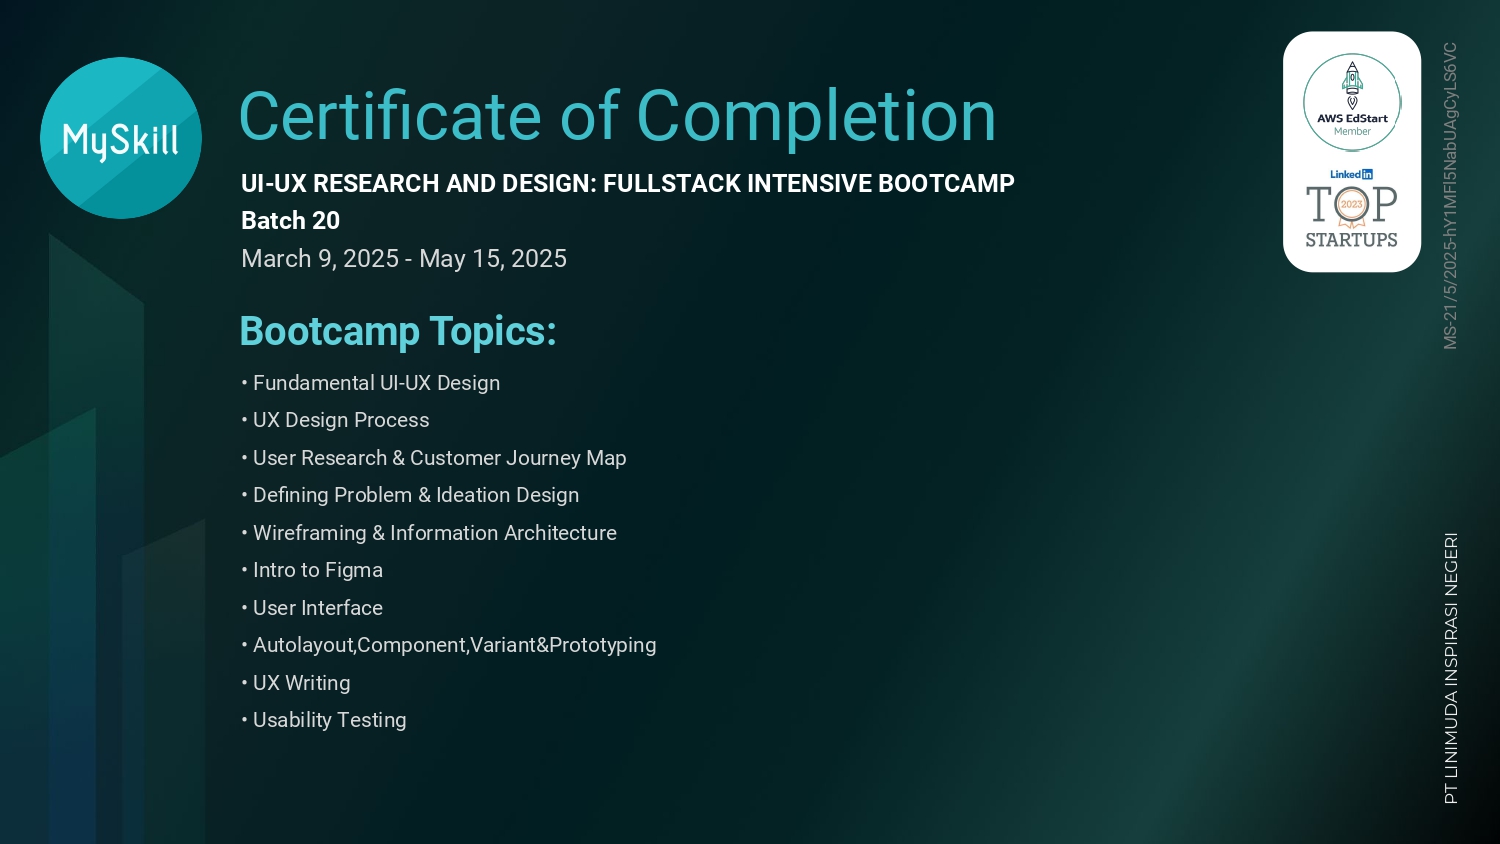 MySkill
Certificate of Completion
UI-UX RESEARCH AND DESIGN: FULLSTACK INTENSIVE BOOTCAMP
Batch 20
March 9, 2025 - May 15, 2025
Bootcamp Topics:
• Fundamental UI-UX Design
• UX Design Process
• User Research & Customer Journey Map
• Defining Problem & Ideation Design
• Wireframing & Information Architecture
• Intro to Figma
• User Interface
• Autolayout,Component,Variant&Prototyping
• UX Writing
• Usability Testing
AWS EdStart
Member
Linked in
TOP
2023
STARTUPS
MS-21/5/2025-hY1MFl5NabUAgCyLS6VC
PT LINIMUDA INSPIRASI NEGERI